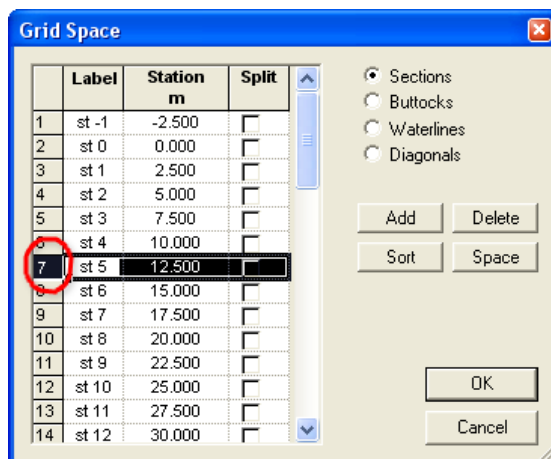 Grid Space
Label Station m Split
1 st -1 -2.500
2 st 0 0.000
3 st 1 2.500
4 st 2 5.000
5 st 3 7.500
6 st 4 10.000
7 st 5 12.500
8 st 6 15.000
9 st 7 17.500
10 st 8 20.000
11 st 9 22.500
12 st 10 25.000
13 st 11 27.500
14 st 12 30.000
Sections
Buttocks
Waterlines
Diagonals
Add Delete
Sort Space
OK
Cancel